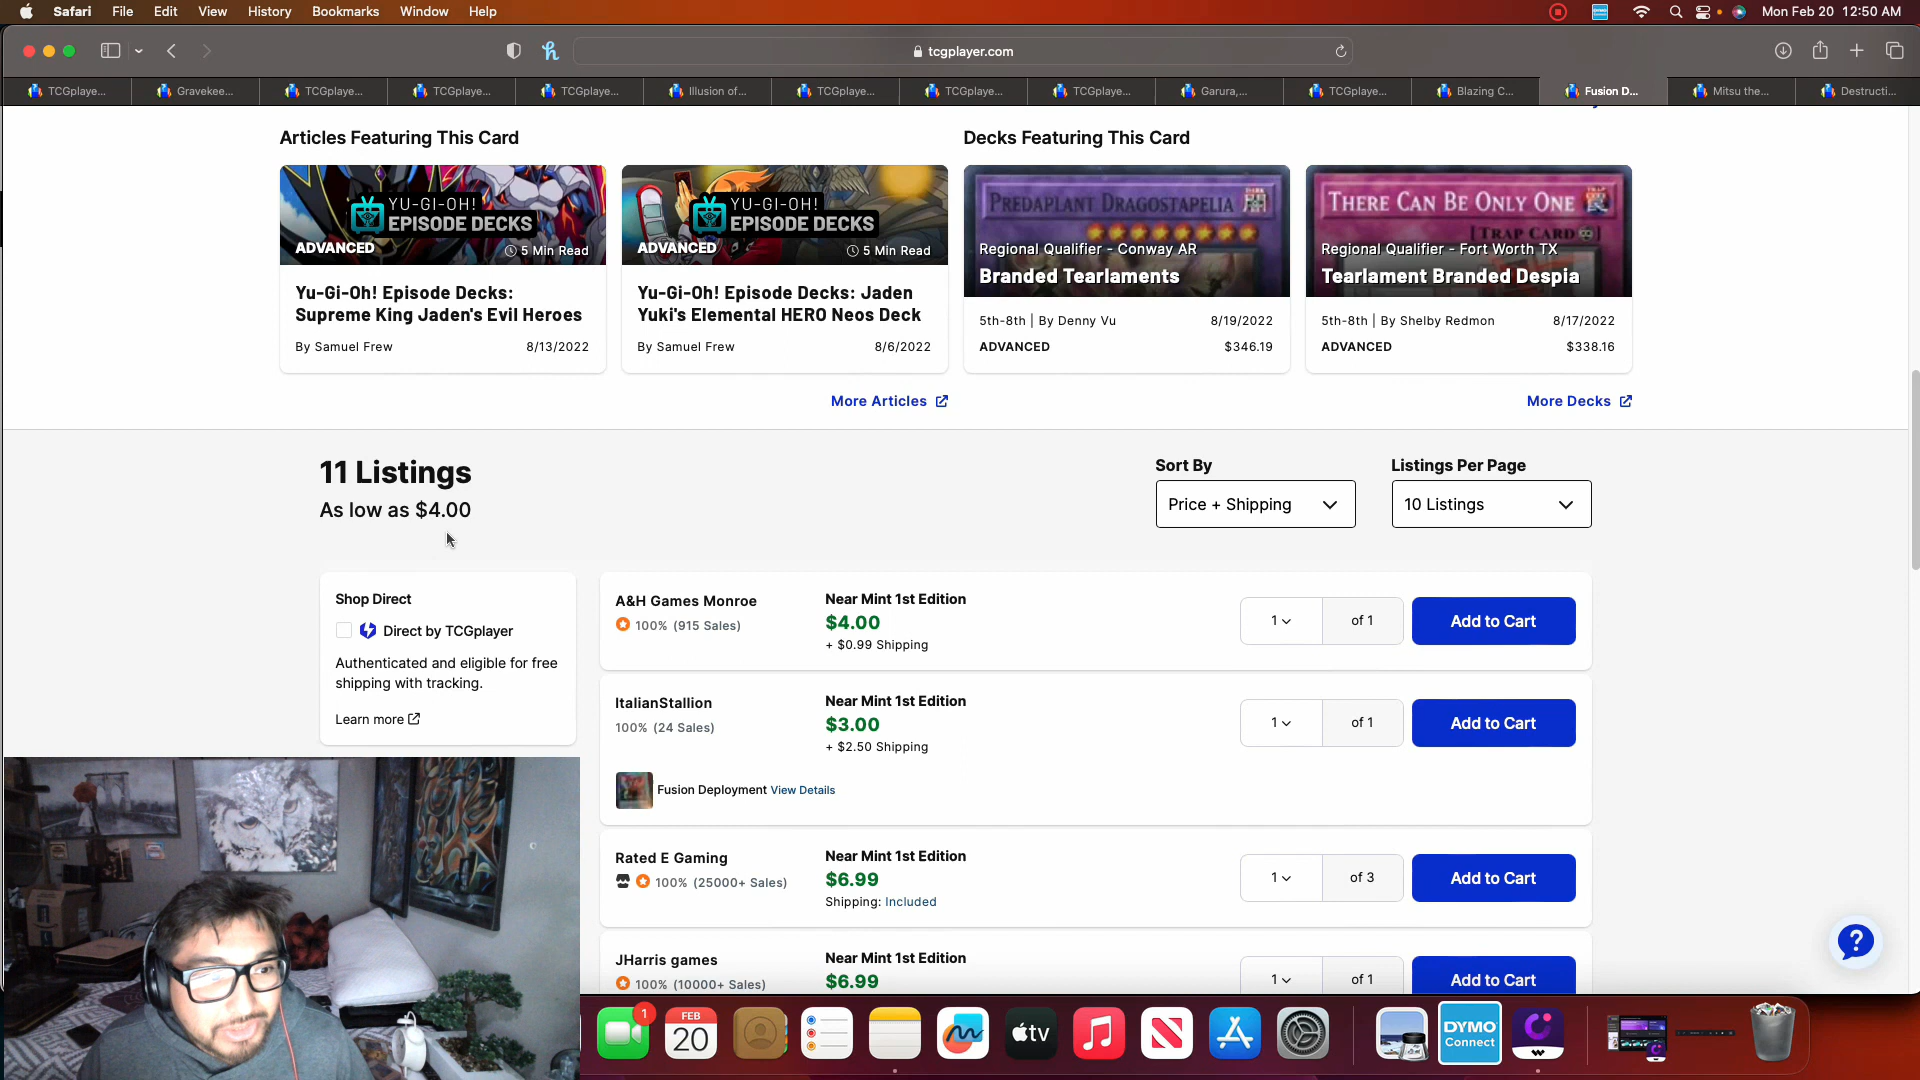 Safari File Edit View History Bookmarks Window Help
Mon Feb 20 12:50 AM
tcgplayer.com
TCGplaye... Gravekee... TCGplaye... TCGplaye... TCGplaye... Illusion of... TCGplaye... TCGplaye... TCGplaye... Garura,... TCGplaye... Blazing C... Fusion D... Mitsu the... Destructi...
Articles Featuring This Card
Decks Featuring This Card
YU-GI-OH!
EPISODE DECKS
ADVANCED
5 Min Read
Yu-Gi-Oh! Episode Decks:
Supreme King Jaden's Evil Heroes
By Samuel Frew 8/13/2022
YU-GI-OH!
EPISODE DECKS
ADVANCED
5 Min Read
Yu-Gi-Oh! Episode Decks: Jaden
Yuki's Elemental HERO Neos Deck
By Samuel Frew 8/6/2022
PREDAPLANT DRAGOSTAPELIA
Regional Qualifier - Conway AR
Branded Tearlaments
5th-8th | By Denny Vu 8/19/2022
ADVANCED $346.19
THERE CAN BE ONLY ONE
[TRAP CARD]
Regional Qualifier - Fort Worth TX
Tearlament Branded Despia
5th-8th | By Shelby Redmon 8/17/2022
ADVANCED $338.16
More Articles
More Decks
11 Listings
As low as $4.00
Sort By
Price + Shipping
Listings Per Page
10 Listings
Shop Direct
Direct by TCGplayer
Authenticated and eligible for free
shipping with tracking.
Learn more
A&H Games Monroe
100% (915 Sales)
Near Mint 1st Edition
$4.00
+ $0.99 Shipping
1 of 1
Add to Cart
ItalianStallion
100% (24 Sales)
Near Mint 1st Edition
$3.00
+ $2.50 Shipping
1 of 1
Add to Cart
Fusion Deployment View Details
Rated E Gaming
100% (25000+ Sales)
Near Mint 1st Edition
$6.99
Shipping: Included
1 of 3
Add to Cart
JHarris games
100% (10000+ Sales)
Near Mint 1st Edition
$6.99
1 of 1
Add to Cart
?
1
FEB
20
tv
DYMO
Connect